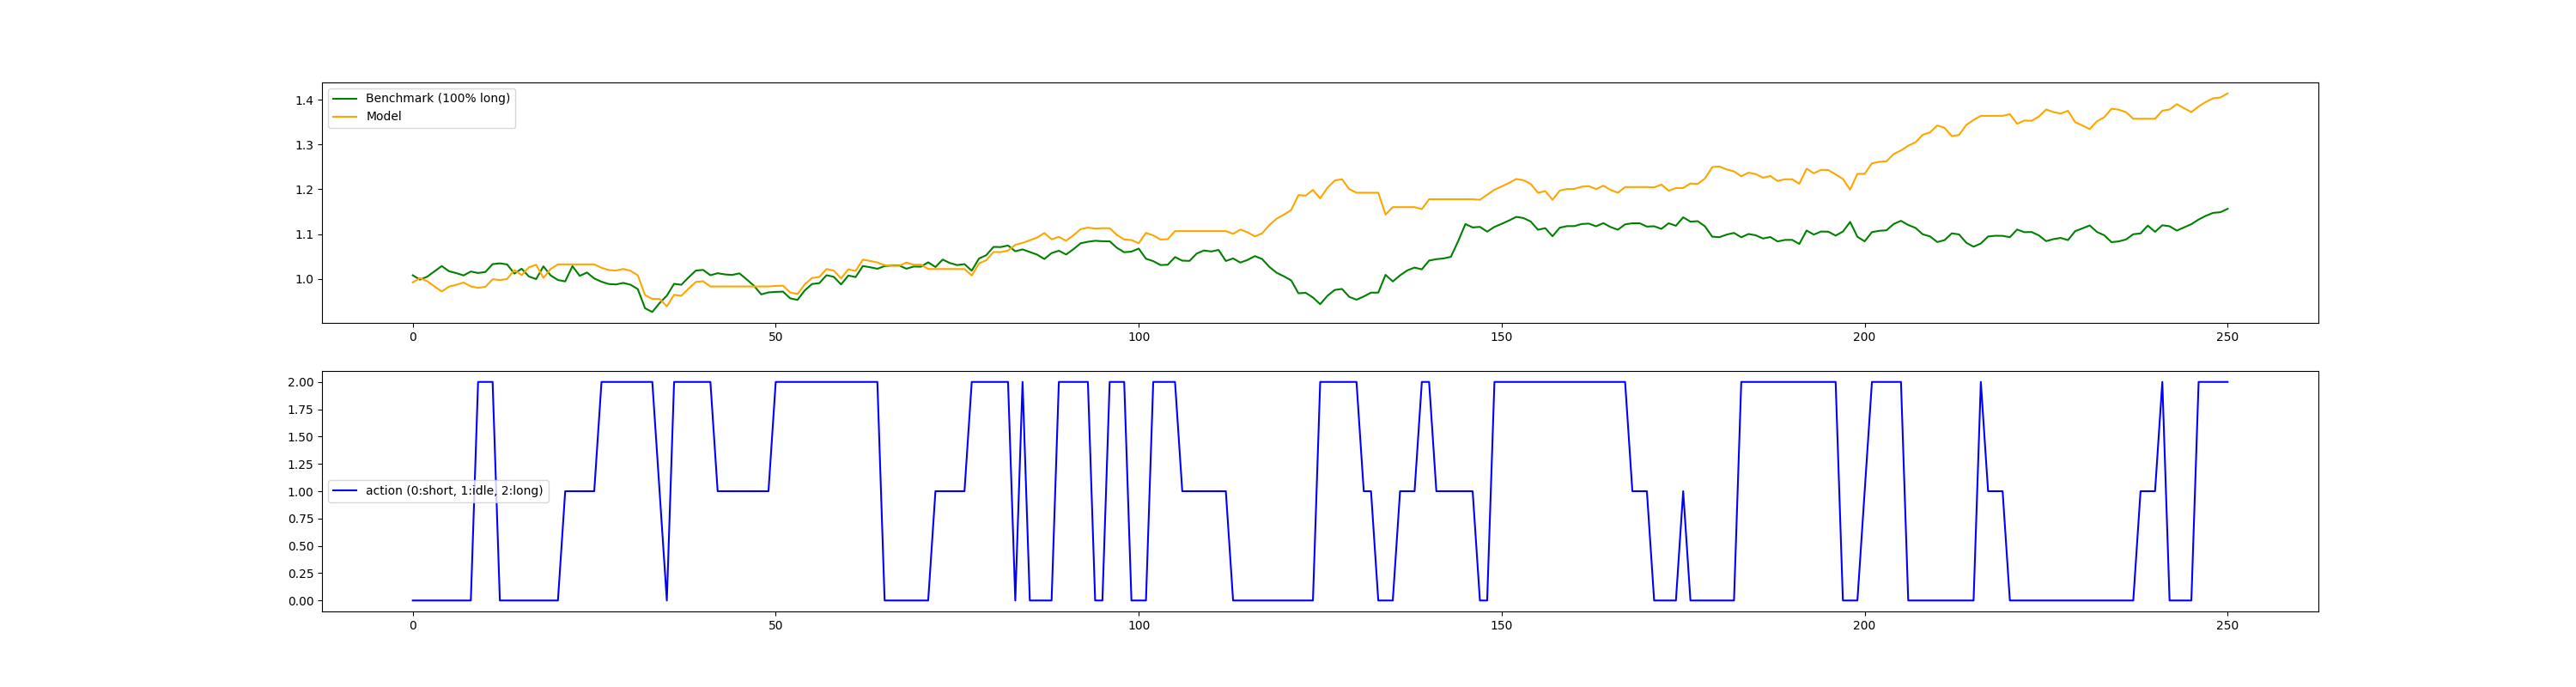 Benchmark (100% long)
Model
1.4
1.3
1.2
1.1
1.0
0 50 100 150 200 250
2.00
1.75
1.50
1.25
1.00
0.75
0.50
0.25
0.00
action (0:short, 1:idle, 2:long)
0 50 100 150 200 250